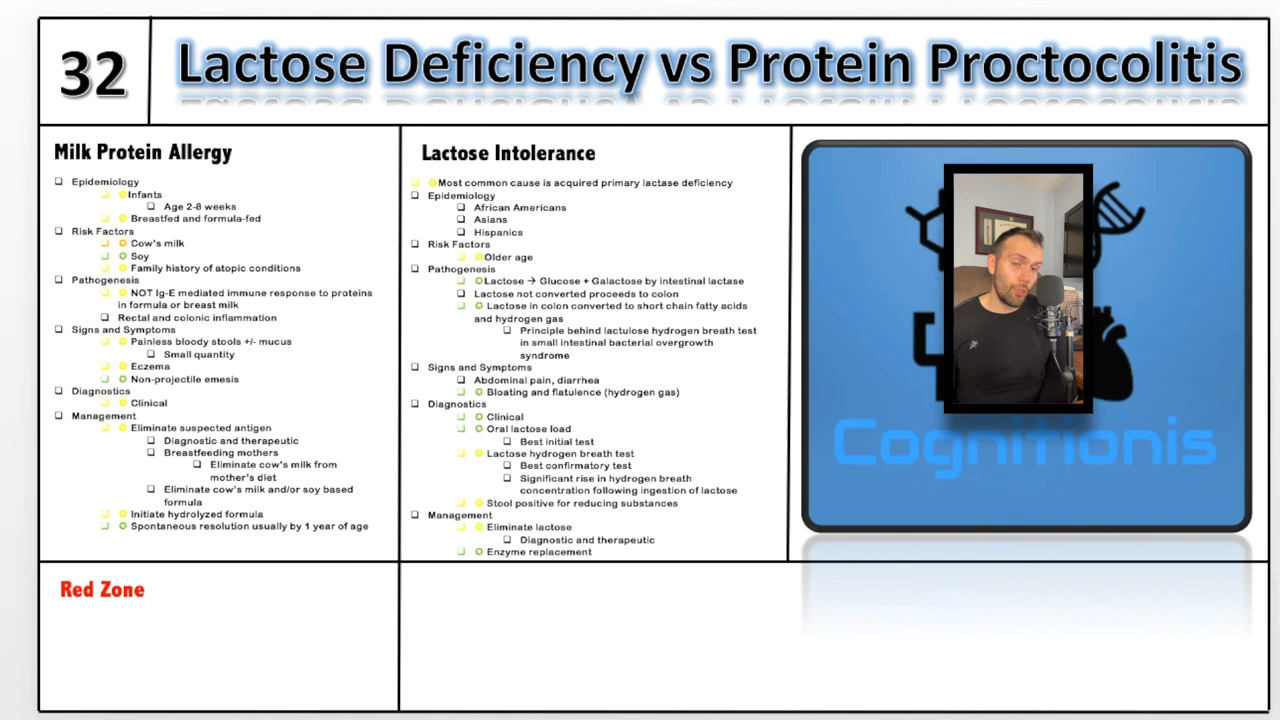 32
Lactose Deficiency vs Protein Proctocolitis
Milk Protein Allergy
Epidemiology
Infants
Age 2-8 weeks
Breastfed and formula-fed
Risk Factors
Cow's milk
Soy
Family history of atopic conditions
Pathogenesis
NOT Ig-E mediated immune response to proteins
in formula or breast milk
Rectal and colonic inflammation
Signs and Symptoms
Painless bloody stools +/- mucus
Small quantity
Eczema
Non-projectile emesis
Diagnostics
Clinical
Management
Eliminate suspected antigen
Diagnostic and therapeutic
Breastfeeding mothers
Eliminate cow's milk from
mother's diet
Eliminate cow's milk and/or soy based
formula
Initiate hydrolyzed formula
Spontaneous resolution usually by 1 year of age
Lactose Intolerance
Most common cause is acquired primary lactase deficiency
Epidemiology
African Americans
Asians
Hispanics
Risk Factors
Older age
Pathogenesis
Lactose → Glucose + Galactose by intestinal lactase
Lactose not converted proceeds to colon
Lactose in colon converted to short chain fatty acids
and hydrogen gas
Principle behind lactulose hydrogen breath test
in small intestinal bacterial overgrowth
syndrome
Signs and Symptoms
Abdominal pain, diarrhea
Bloating and flatulence (hydrogen gas)
Diagnostics
Clinical
Oral lactose load
Best initial test
Lactose hydrogen breath test
Best confirmatory test
Significant rise in hydrogen breath
concentration following ingestion of lactose
Stool positive for reducing substances
Management
Eliminate lactose
Diagnostic and therapeutic
Enzyme replacement
Cognitionis
Red Zone